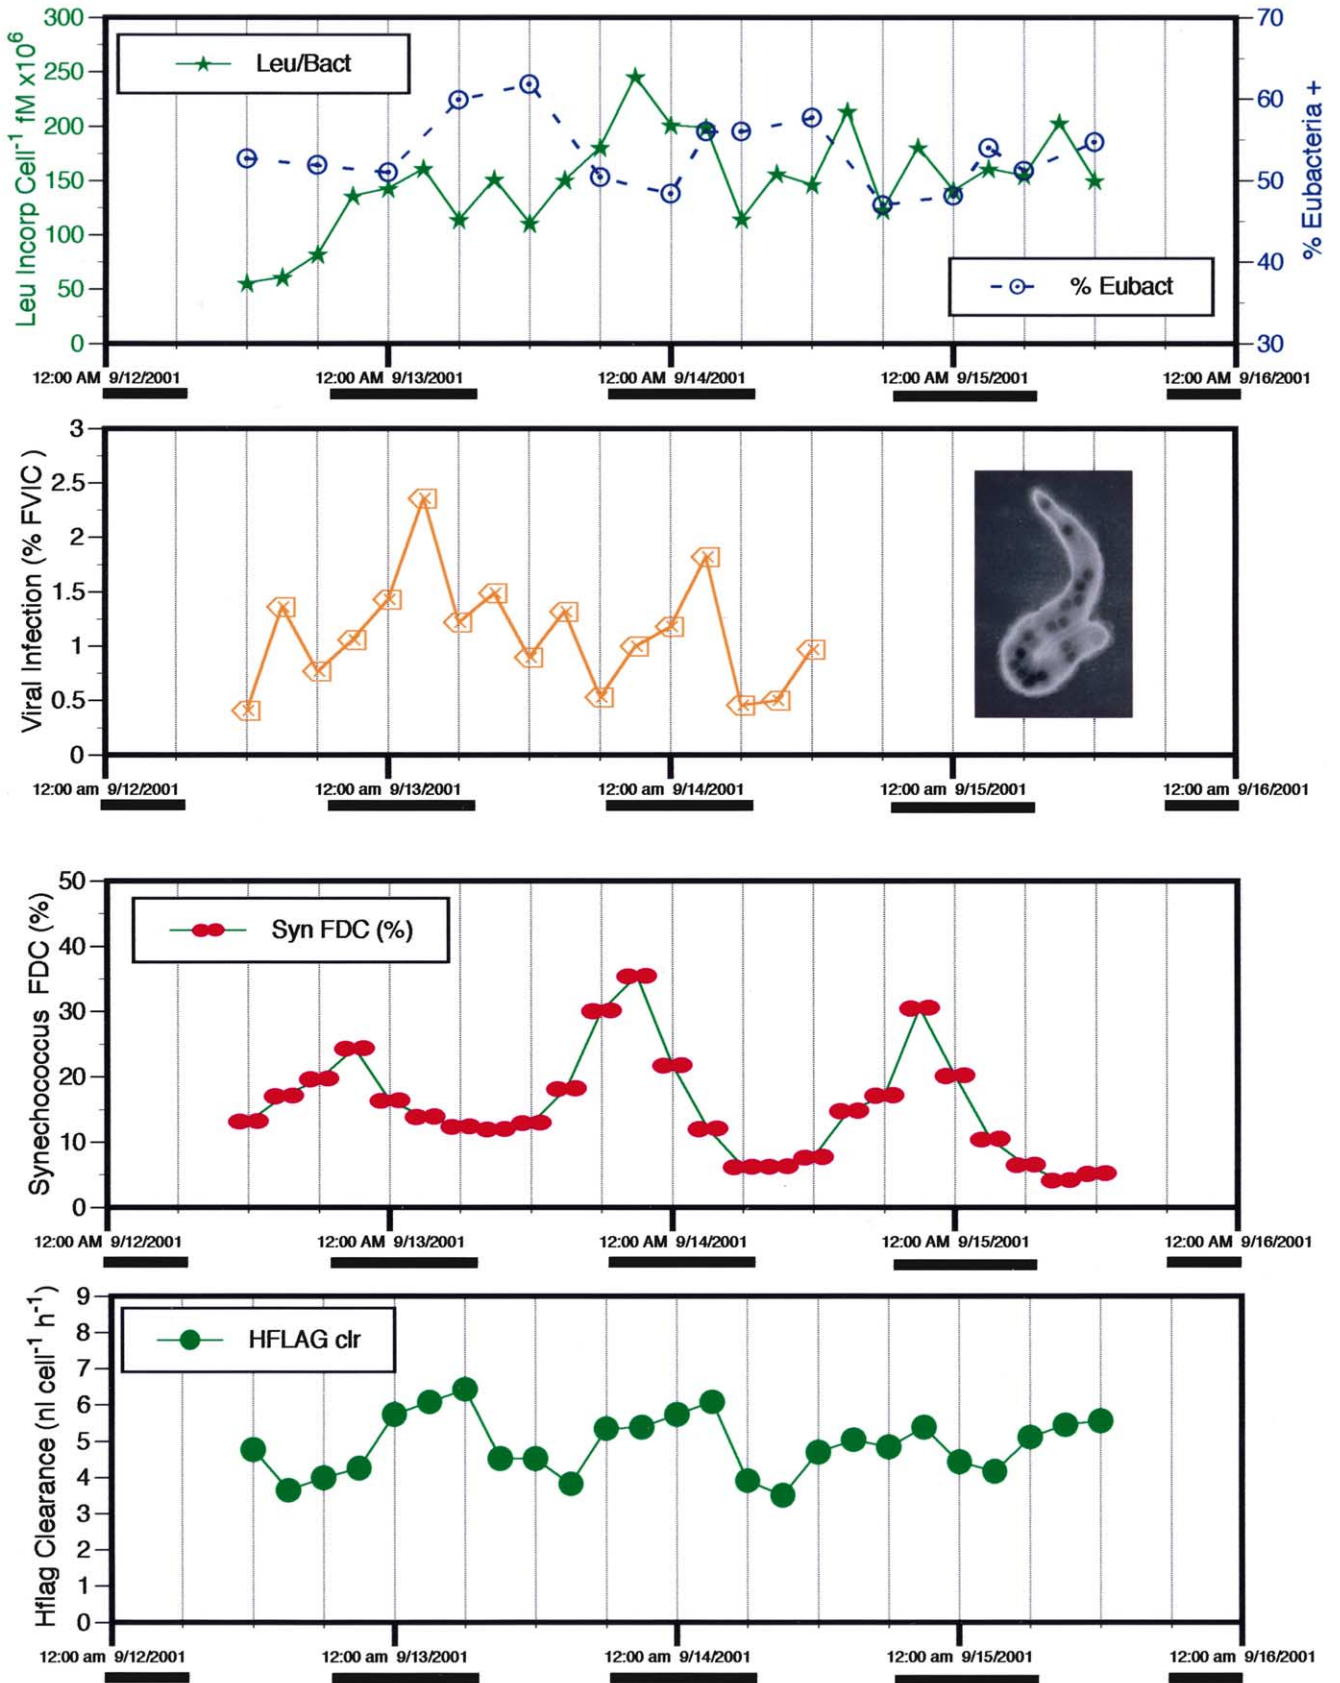 Leu Incorp Cell⁻¹ fM x10⁶
300
250
200
150
100
50
0
Leu/Bact
% Eubact
70
60
50
40
30
% Eubacteria +
12:00 AM 9/12/2001 12:00 AM 9/13/2001 12:00 AM 9/14/2001 12:00 AM 9/15/2001 12:00 AM 9/16/2001
Viral Infection (% FVIC )
3
2.5
2
1.5
1
0.5
0
12:00 am 9/12/2001 12:00 am 9/13/2001 12:00 am 9/14/2001 12:00 am 9/15/2001 12:00 am 9/16/2001
Synechococcus FDC (%)
50
40
30
20
10
0
Syn FDC (%)
12:00 AM 9/12/2001 12:00 AM 9/13/2001 12:00 AM 9/14/2001 12:00 AM 9/15/2001 12:00 AM 9/16/2001
Hflag Clearance (nl cell⁻¹ h⁻¹)
9
8
7
6
5
4
3
2
1
0
HFLAG clr
12:00 am 9/12/2001 12:00 am 9/13/2001 12:00 am 9/14/2001 12:00 am 9/15/2001 12:00 am 9/16/2001